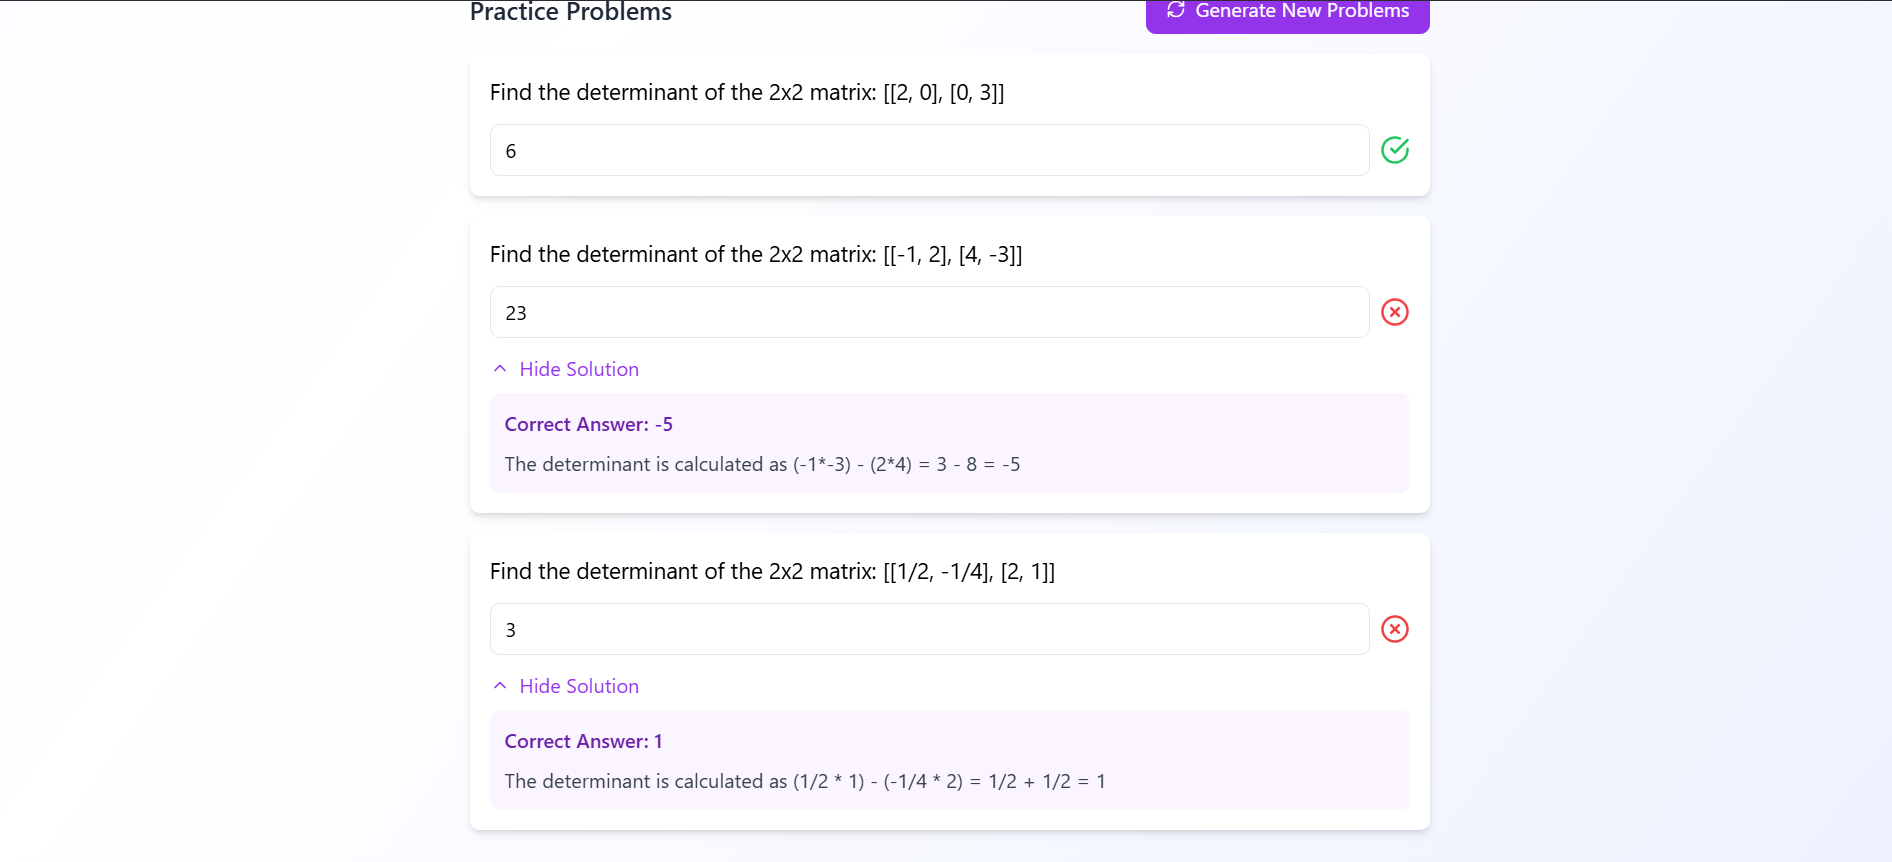 Practice Problems
Generate New Problems
Find the determinant of the 2x2 matrix: [[2, 0], [0, 3]]
6
Find the determinant of the 2x2 matrix: [[-1, 2], [4, -3]]
23
Hide Solution
Correct Answer: -5
The determinant is calculated as (-1*-3) - (2*4) = 3 - 8 = -5
Find the determinant of the 2x2 matrix: [[1/2, -1/4], [2, 1]]
3
Hide Solution
Correct Answer: 1
The determinant is calculated as (1/2 * 1) - (-1/4 * 2) = 1/2 + 1/2 = 1